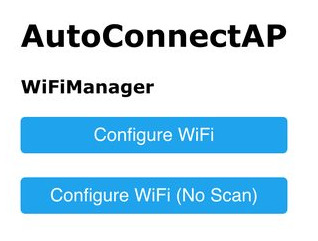 AutoConnectAP
WiFiManager
Configure WiFi
Configure WiFi (No Scan)